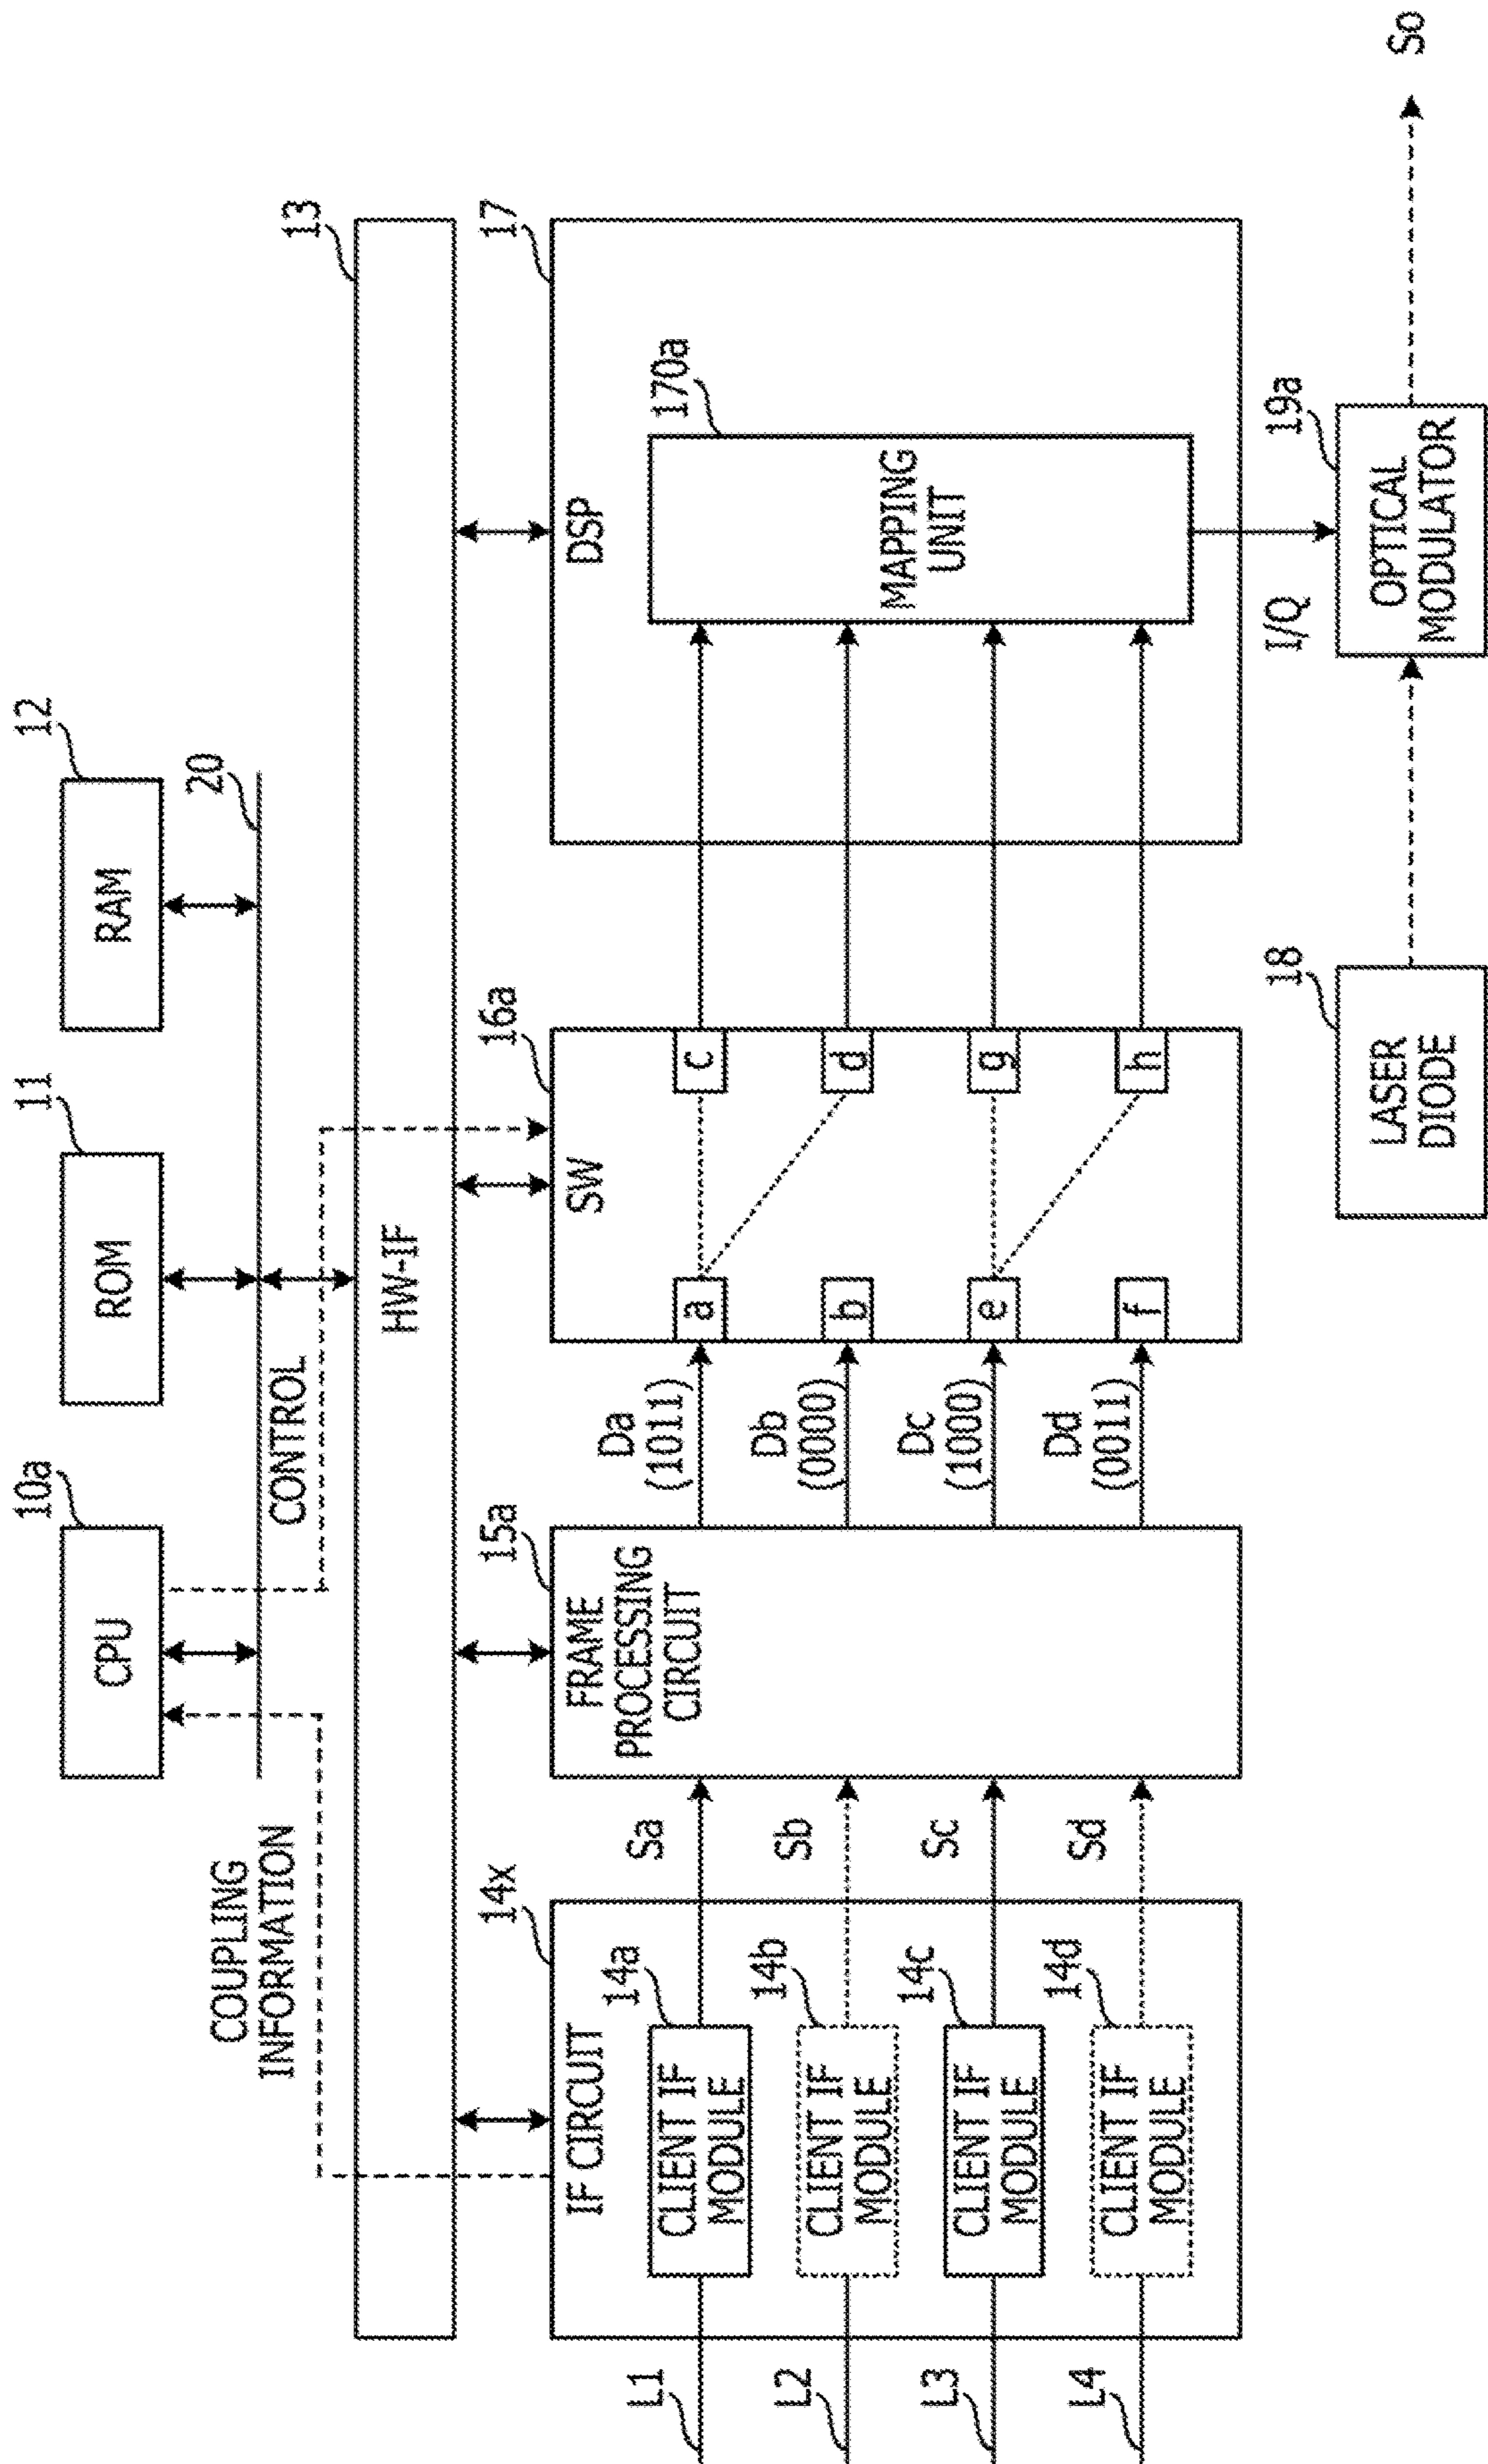 10a
CPU
11
ROM
12
RAM
20
COUPLING
INFORMATION
CONTROL
13
HW-IF
14x
IF CIRCUIT
14a
CLIENT IF
MODULE
14b
CLIENT IF
MODULE
14c
CLIENT IF
MODULE
14d
CLIENT IF
MODULE
L1
L2
L3
L4
Sa
Sb
Sc
Sd
15a
FRAME
PROCESSING
CIRCUIT
Da
(1011)
Db
(0000)
Dc
(1000)
Dd
(0011)
16a
SW
a
b
e
f
c
d
g
h
17
DSP
170a
MAPPING
UNIT
I/Q
18
LASER
DIODE
19a
OPTICAL
MODULATOR
So